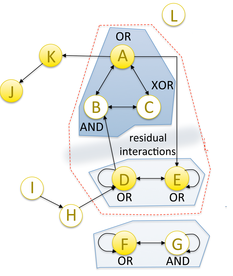 L
OR
K
A
XOR
J
B
C
AND
residual
interactions
I
D
E
H
OR
OR
F
G
OR
AND